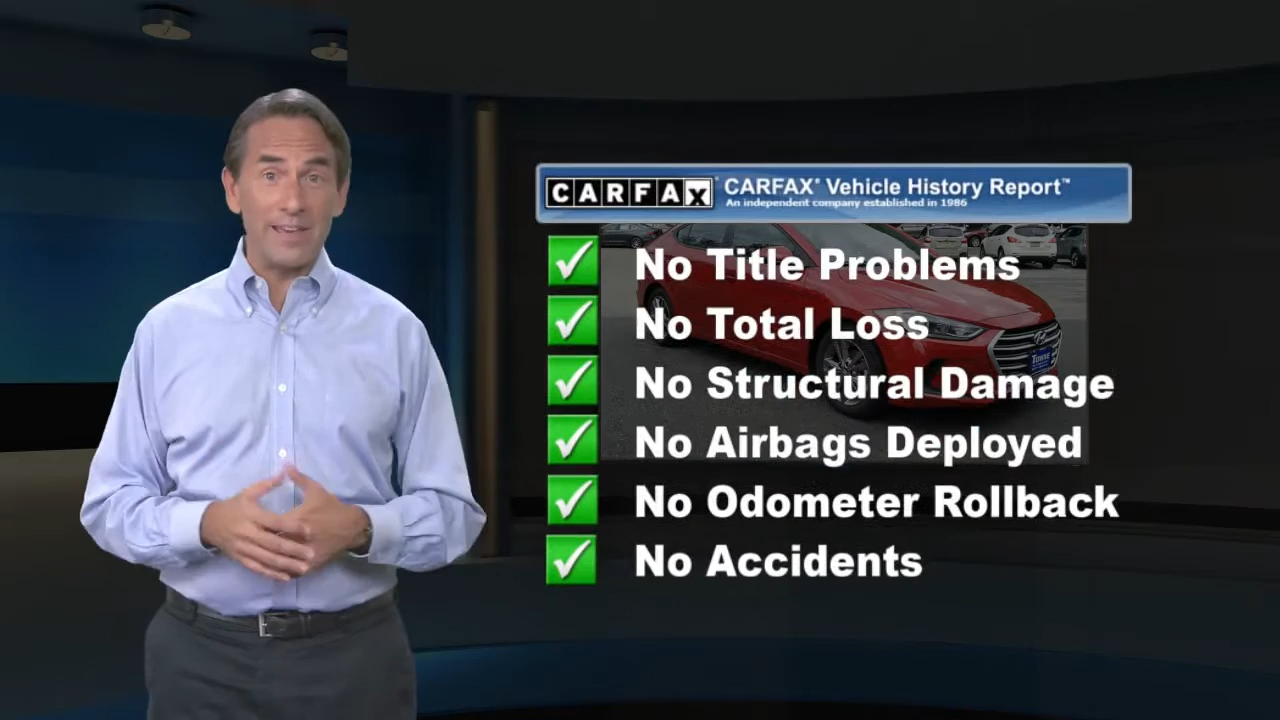 CARFAX CARFAX® Vehicle History Report™
An independent company established in 1986
No Title Problems
No Total Loss
No Structural Damage
No Airbags Deployed
No Odometer Rollback
No Accidents
TOWNE